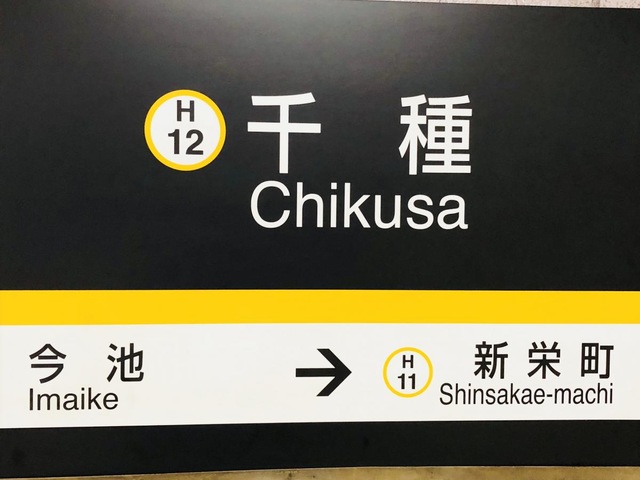 H
12
千種
Chikusa
今池
Imaike
→
H
11
新栄町
Shinsakae-machi